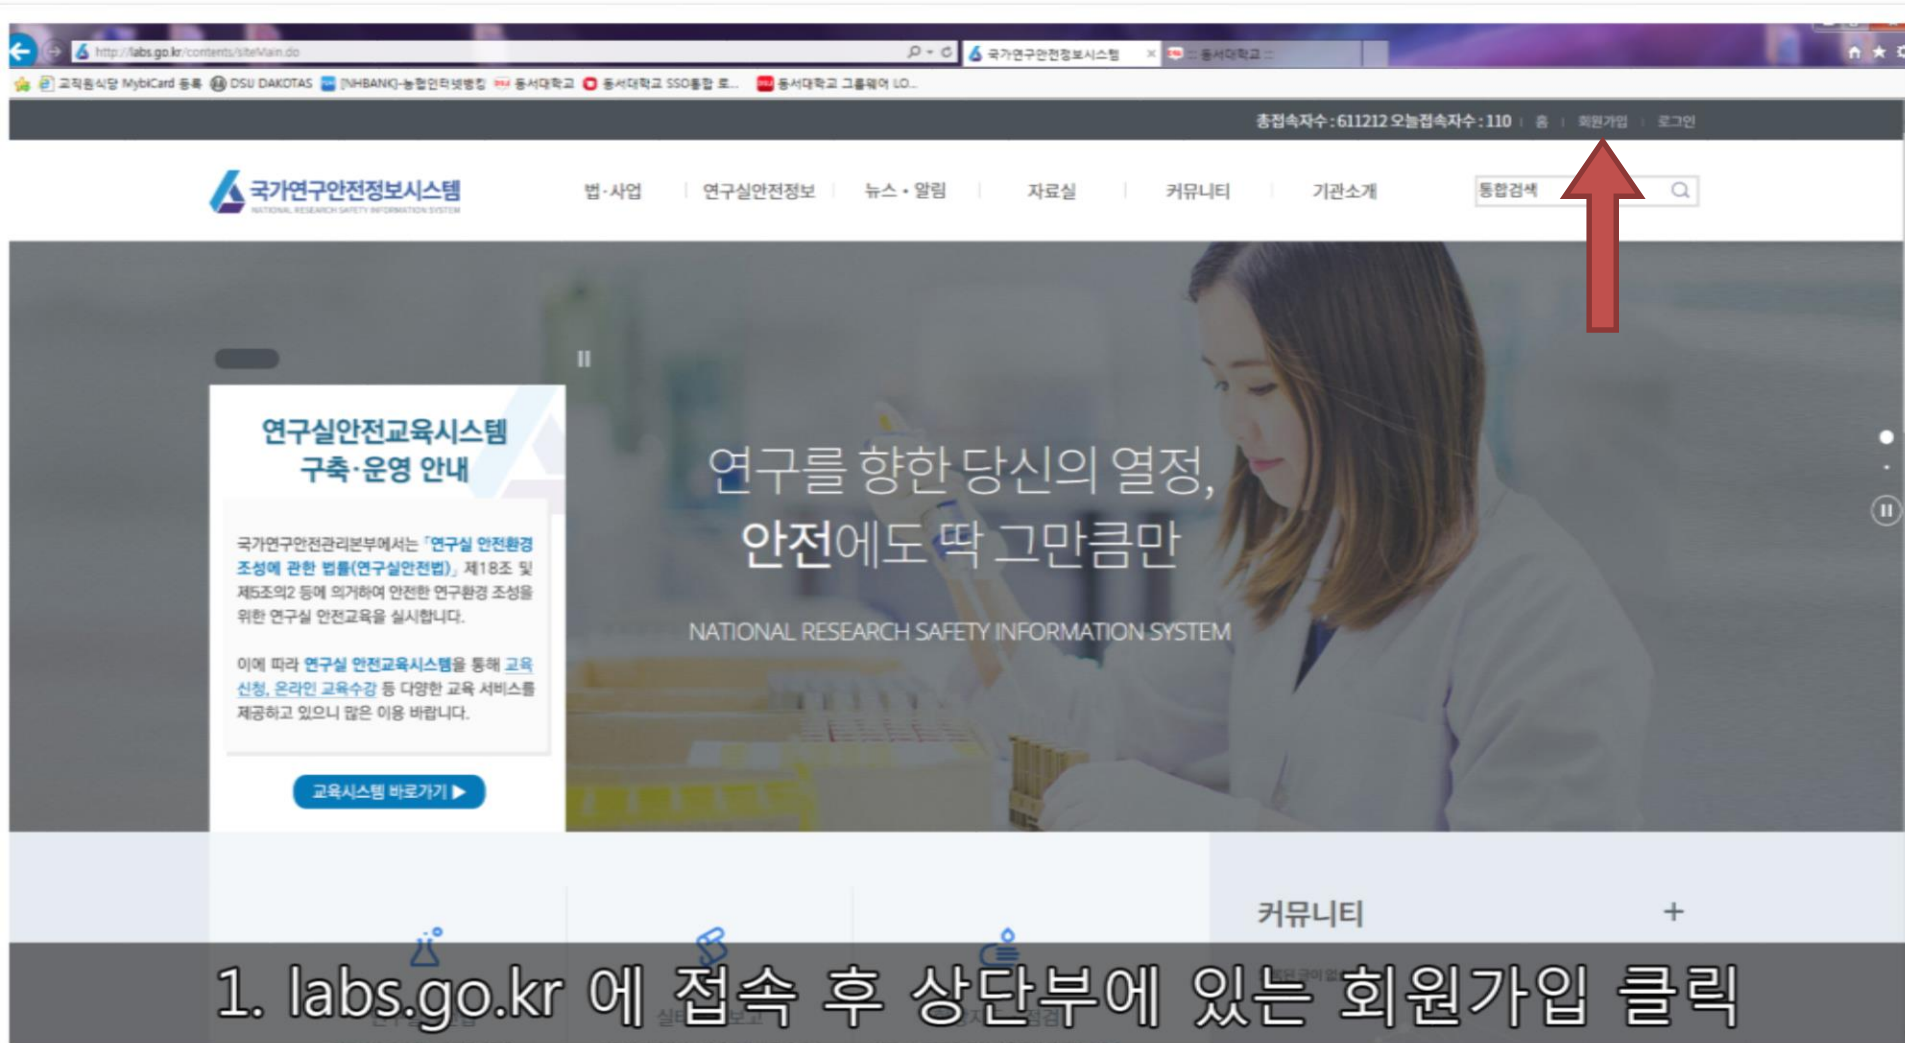 http://labs.go.kr/contents/siteMain.do
국가연구안전정보시스템
::: 동서대학교 :::
교직원식당 MybiCard 등록
DSU DAKOTAS
[NHBANK]-농협인터넷뱅킹
동서대학교
동서대학교 SSO통합 로...
동서대학교 그룹웨어 LO...
총접속자수 : 611212 오늘접속자수 : 110
홈
회원가입
로그인
국가연구안전정보시스템
NATIONAL RESEARCH SAFETY INFORMATION SYSTEM
법·사업
연구실안전정보
뉴스·알림
자료실
커뮤니티
기관소개
통합검색
연구실안전교육시스템
구축·운영 안내
국가연구안전관리본부에서는 「연구실 안전환경
조성에 관한 법률(연구실안전법)」 제18조 및
제5조의2 등에 의거하여 안전한 연구환경 조성을
위한 연구실 안전교육을 실시합니다.
이에 따라 연구실 안전교육시스템을 통해 교육
신청, 온라인 교육수강 등 다양한 교육 서비스를
제공하고 있으니 많은 이용 바랍니다.
교육시스템 바로가기 ▶
연구를 향한 당신의 열정,
안전에도 딱 그만큼만
NATIONAL RESEARCH SAFETY INFORMATION SYSTEM
커뮤니티
1. labs.go.kr 에 접속 후 상단부에 있는 회원가입 클릭